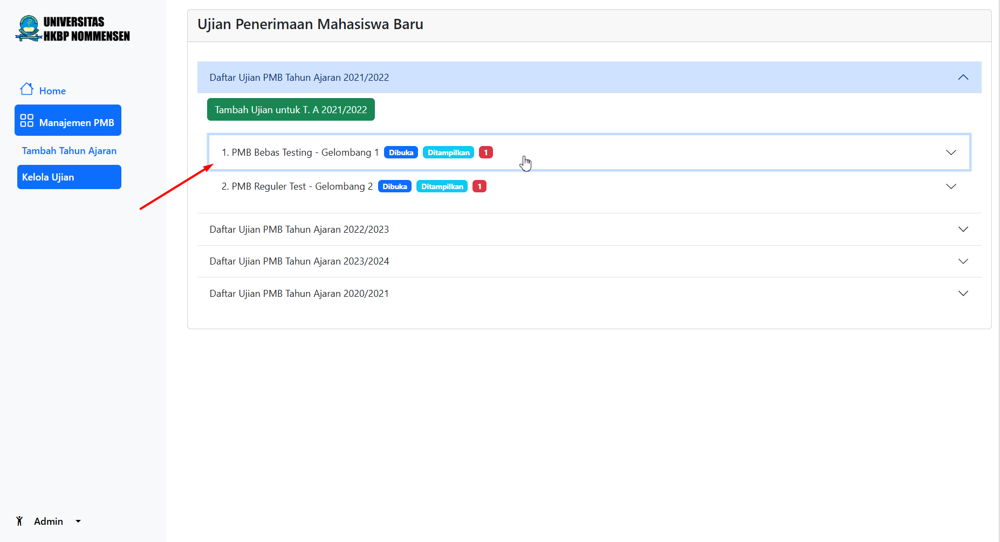 UNIVERSITAS
HKBP NOMMENSEN
Home
Manajemen PMB
Tambah Tahun Ajaran
Kelola Ujian
Admin
Ujian Penerimaan Mahasiswa Baru
Daftar Ujian PMB Tahun Ajaran 2021/2022
Tambah Ujian untuk T. A 2021/2022
1. PMB Bebas Testing - Gelombang 1 Dibuka Ditampilkan 1
2. PMB Reguler Test - Gelombang 2 Dibuka Ditampilkan 1
Daftar Ujian PMB Tahun Ajaran 2022/2023
Daftar Ujian PMB Tahun Ajaran 2023/2024
Daftar Ujian PMB Tahun Ajaran 2020/2021